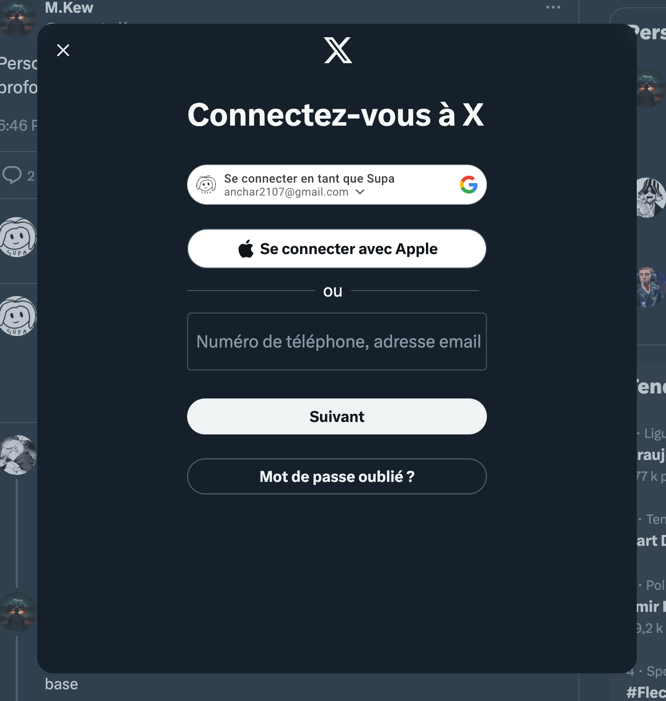 M.Kew
Perso
profo
6:46 P
2
X
Connectez-vous à X
Se connecter en tant que Supa
anchar2107@gmail.com
G
Se connecter avec Apple
ou
Numéro de téléphone, adresse email
Suivant
Mot de passe oublié ?
base
Pers
Tend
· Ligu
rauj
77 k p
· Ten
art D
· Pol
mir P
9,2 k
4 · Spo
#Flec